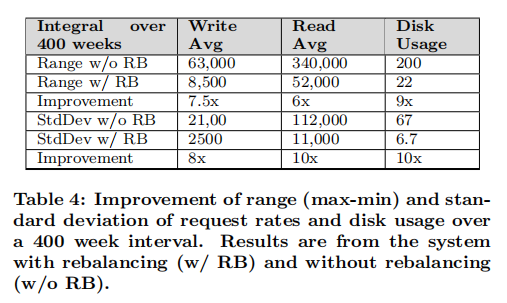 Integral over 400 weeks Write Avg Read Avg Disk Usage
Range w/o RB 63,000 340,000 200
Range w/ RB 8,500 52,000 22
Improvement 7.5x 6x 9x
StdDev w/o RB 21,00 112,000 67
StdDev w/ RB 2500 11,000 6.7
Improvement 8x 10x 10x
Table 4: Improvement of range (max-min) and stan-
dard deviation of request rates and disk usage over
a 400 week interval. Results are from the system
with rebalancing (w/ RB) and without rebalancing
(w/o RB).